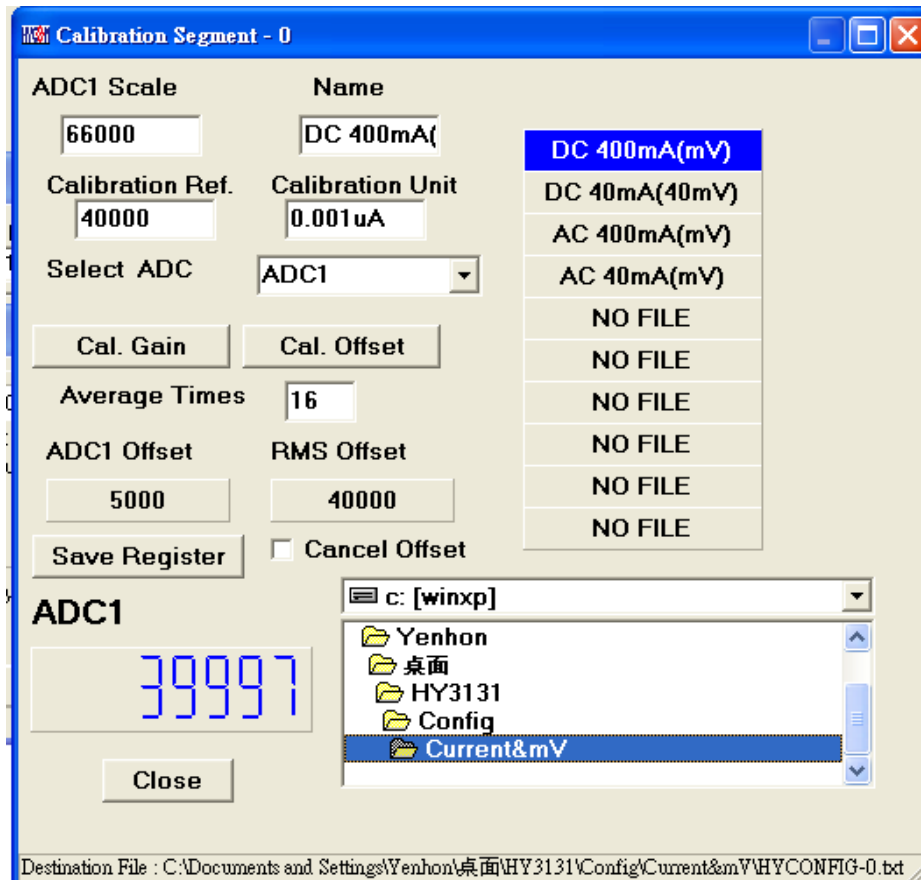 Calibration Segment - 0
ADC1 Scale
Name
66000
DC 400mA(
Calibration Ref.
Calibration Unit
40000
0.001uA
Select ADC
ADC1
Cal. Gain
Cal. Offset
Average Times
16
ADC1 Offset
RMS Offset
5000
40000
Save Register
Cancel Offset
DC 400mA(mV)
DC 40mA(40mV)
AC 400mA(mV)
AC 40mA(mV)
NO FILE
NO FILE
NO FILE
NO FILE
NO FILE
NO FILE
ADC1
39997
Close
c: [winxp]
Yenhon
桌面
HY3131
Config
Current&mV
Destination File : C:\Documents and Settings\Yenhon\桌面\HY3131\Config\Current&mV\HYCONFIG-0.txt